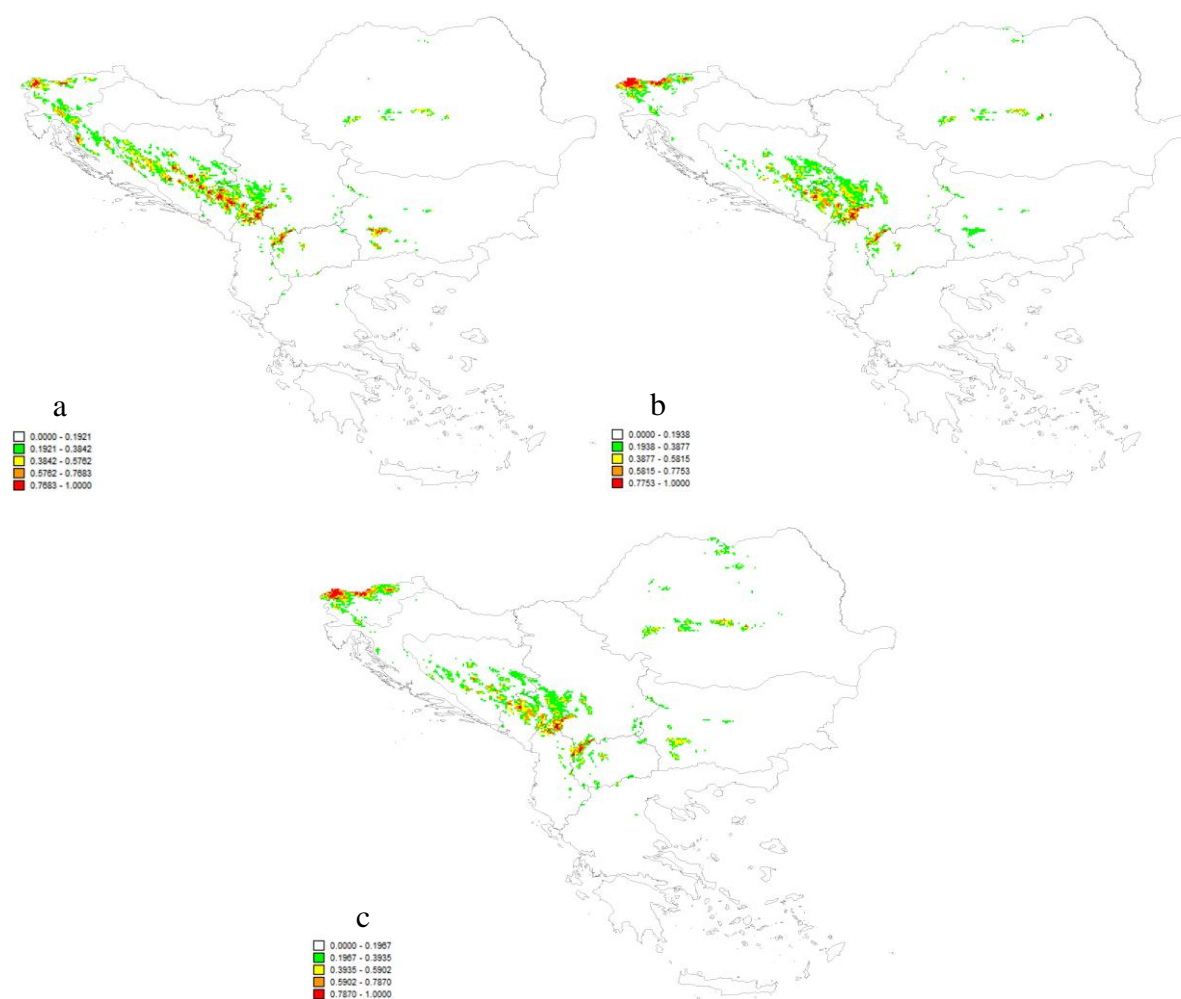 a
0.0000 - 0.1921
0.1921 - 0.3842
0.3842 - 0.5762
0.5762 - 0.7683
0.7683 - 1.0000
b
0.0000 - 0.1938
0.1938 - 0.3877
0.3877 - 0.5815
0.5815 - 0.7753
0.7753 - 1.0000
c
0.0000 - 0.1967
0.1967 - 0.3935
0.3935 - 0.5902
0.5902 - 0.7870
0.7870 - 1.0000